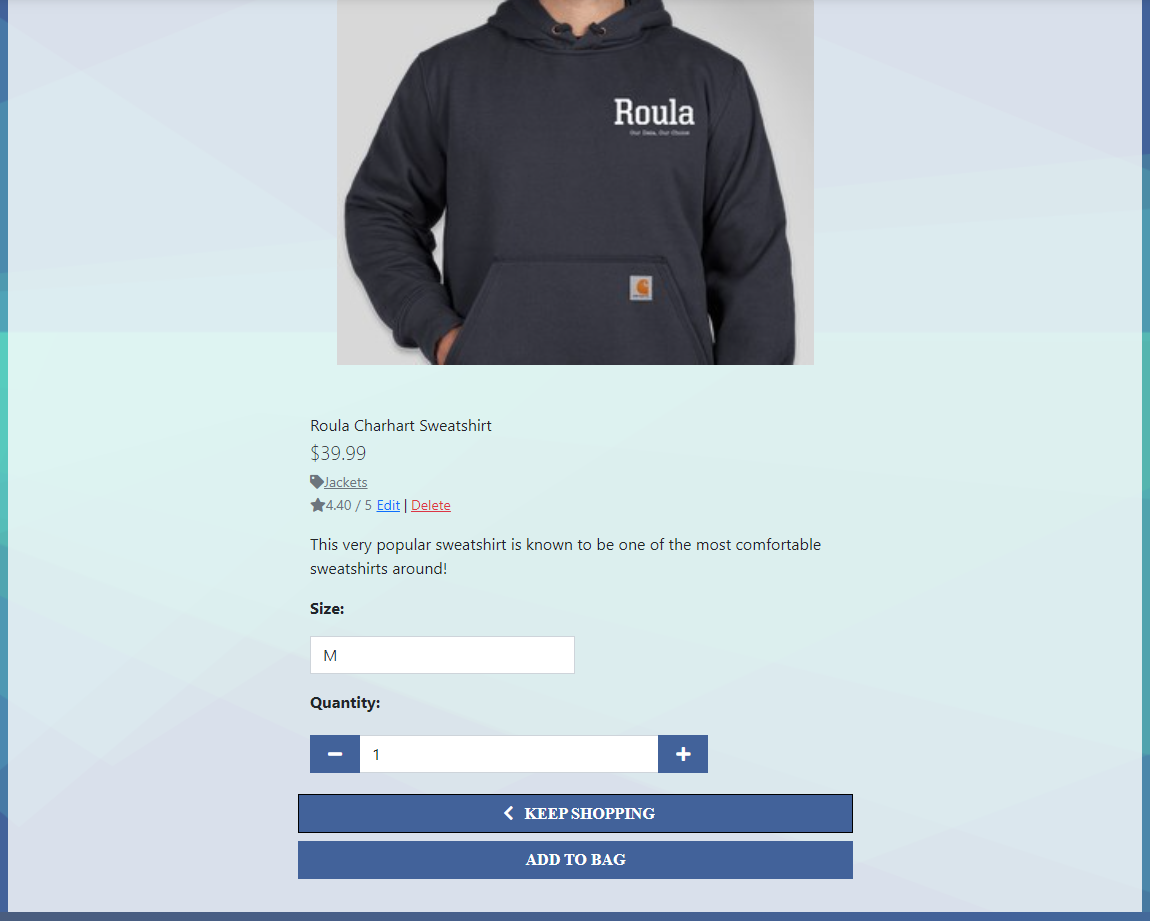 Roula
Our Data, Our Choice
Roula Charhart Sweatshirt
$39.99
Jackets
4.40 / 5 Edit | Delete
This very popular sweatshirt is known to be one of the most comfortable
sweatshirts around!
Size:
M
Quantity:
1
KEEP SHOPPING
ADD TO BAG